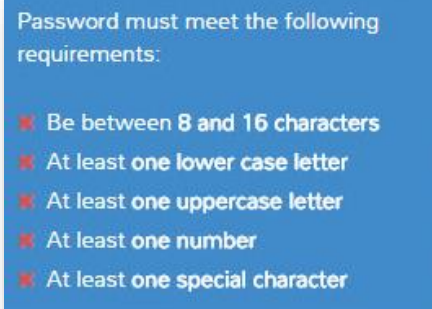 Password must meet the following
requirements:
Be between 8 and 16 characters
At least one lower case letter
At least one uppercase letter
At least one number
At least one special character